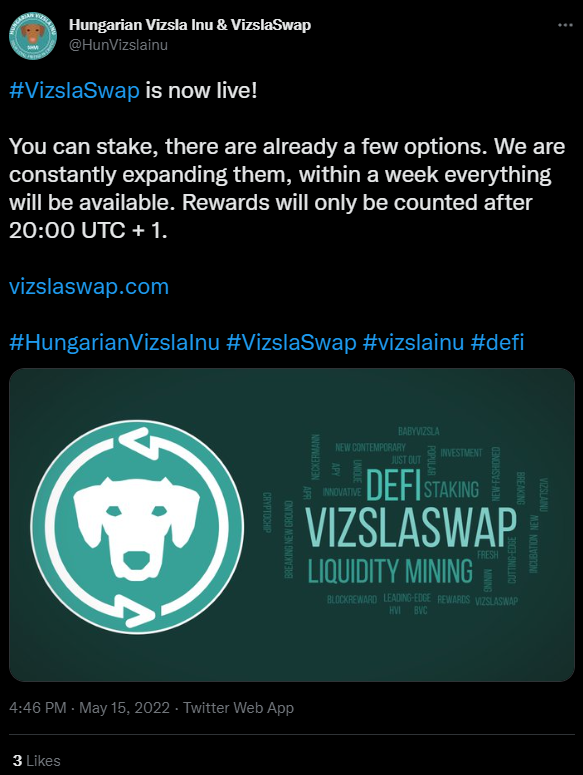 Hungarian Vizsla Inu & VizslaSwap
@HunVizslainu
#VizslaSwap is now live!
You can stake, there are already a few options. We are
constantly expanding them, within a week everything
will be available. Rewards will only be counted after
20:00 UTC + 1.
vizslaswap.com
#HungarianVizslaInu #VizslaSwap #vizslainu #defi
BABYVIZSLA
NECKERMANN
NEW CONTEMPORARY
JUST OUT
POPULAR
INVESTMENT
NEW-FASHIONED
APY
UNIQUE
BREAKING
VIZSLAINU
APR
INNOVATIVE
DEFI
STAKING
CRYPTOCHIP
BREAKING NEW GROUND
VIZSLASWAP
INCUBATION NEW
FRESH
CUTTING-EDGE
LIQUIDITY MINING
MINING
BLOCKREWARD
LEADING-EDGE
REWARDS
VIZSLASWAP
HVI
BVC
4:46 PM · May 15, 2022 · Twitter Web App
3 Likes